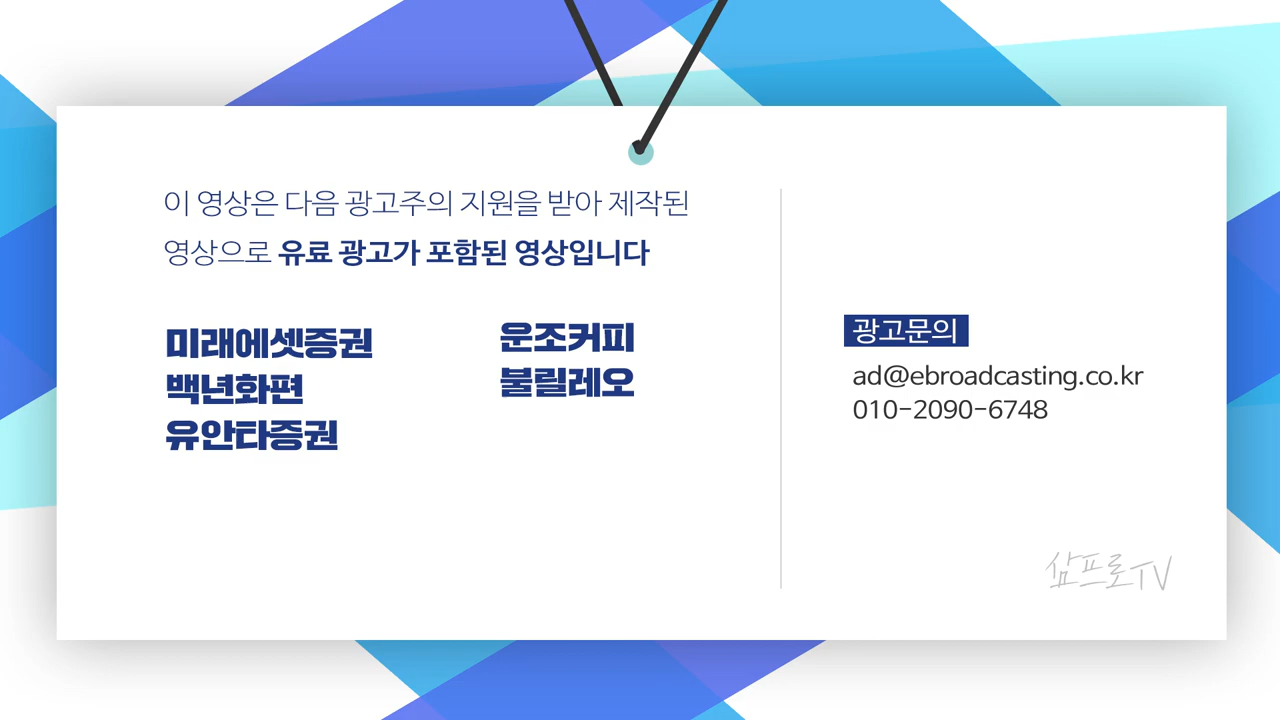 이 영상은 다음 광고주의 지원을 받아 제작된
영상으로 유료 광고가 포함된 영상입니다
미래에셋증권
백년화편
유안타증권
운조커피
불릴레오
광고문의
ad@ebroadcasting.co.kr
010-2090-6748
삼프로TV